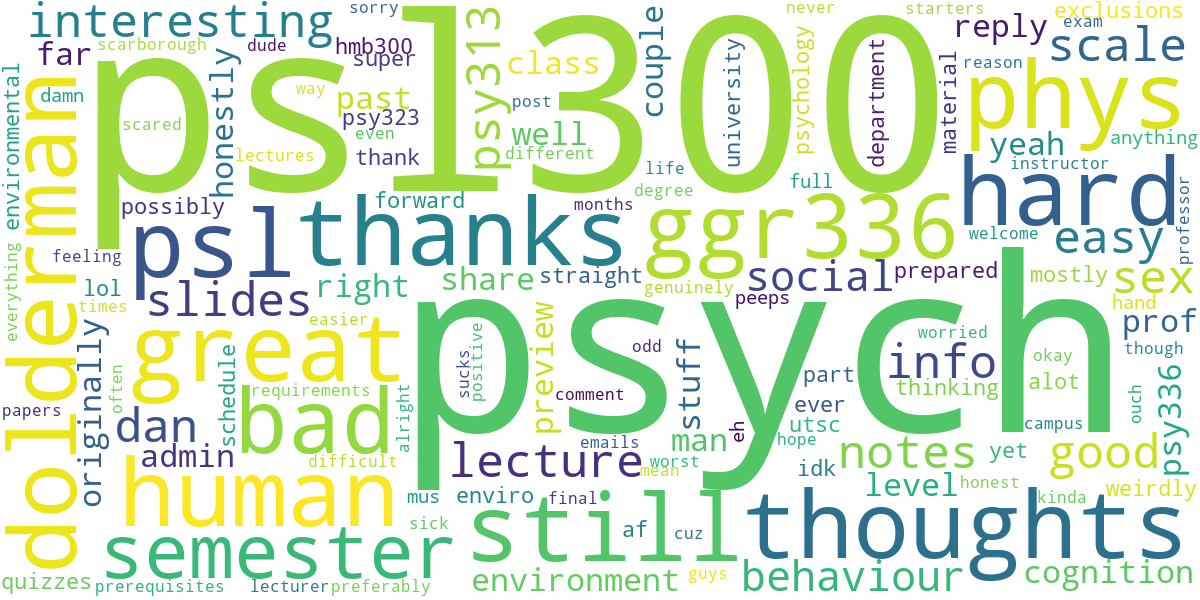 psl300
psych
thanks
thoughts
still
dolderman
great
human
hard
phys
ggr336
psl
bad
semester
interesting
far
scarborough
dude
sorry
hmb300
super
honestly
damn
environmental
way
past
psy323
scared
lectures
even
thank
psy313
class
post
well
different
couple
university
never
psychology
department
starters
reply
material
exclusions
exam
scale
reason
yeah
anything
instructor
life
degree
full
welcome
professor
possibly
forward
months
easy
slides
right
share
straight
social
prepared
genuinely
peeps
mostly
sex
hand
prof
though
feeling
everything
lol
times
originally
easier
preview
sucks
positive
odd
stuff
worried
info
okay
thinking
alot
ouch
psy336
part
ever
comment
requirements
schedule
often
papers
dan
admin
alright
difficult
lecture
emails
man
eh
worst
mean
hope
utsc
idk
notes
yet
campus
good
level
honest
kinda
weirdly
mus
enviro
final
sick
af
cuz
guys
environment
behaviour
cognition
quizzes
prerequisites
lecturer
preferably